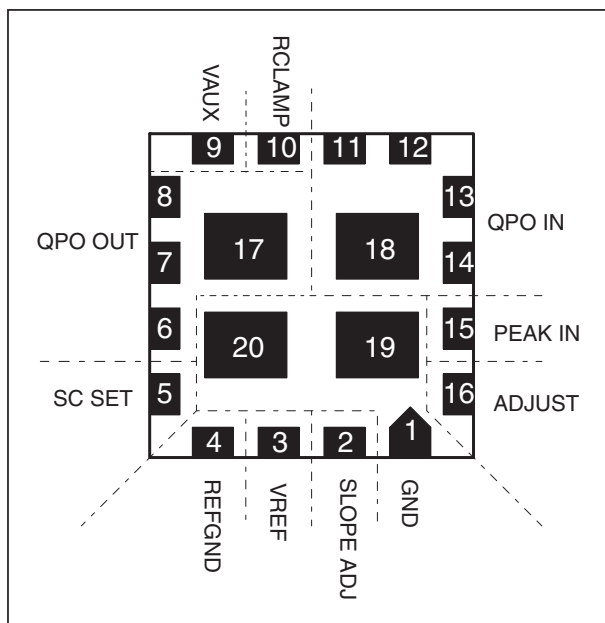 VAUX
RCLAMP
9
10
11
12
8
13
QPO IN
QPO OUT
17
18
7
14
6
20
19
15
PEAK IN
SC SET
5
16
ADJUST
4
3
2
1
REFGND
VREF
SLOPE ADJ
GND